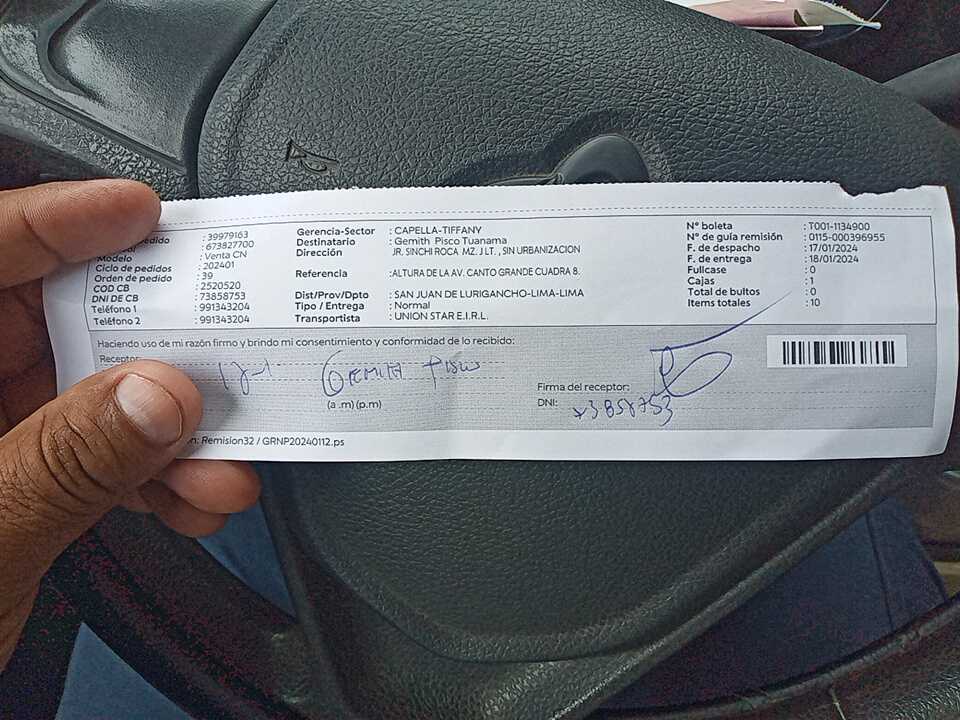 Pedido : 39979163
: 673827700
Modelo : Venta CN
Ciclo de pedidos : 202401
Orden de pedido : 39
COD CB : 2520520
DNI DE CB : 73858753
Teléfono 1 : 991343204
Teléfono 2 : 991343204
Gerencia-Sector : CAPELLA-TIFFANY
Destinatario : Gemith Pisco Tuanama
Dirección JR. SINCHI ROCA MZ. J LT. , SIN URBANIZACION
Referencia :ALTURA DE LA AV. CANTO GRANDE CUADRA 8.
Dist/Prov/Dpto : SAN JUAN DE LURIGANCHO-LIMA-LIMA
Tipo / Entrega : Normal
Transportista : UNION STAR E.I.R.L.
N° boleta : T001-1134900
N° de guía remisión : 0115-000396955
F. de despacho : 17/01/2024
F. de entrega : 18/01/2024
Fullcase : 0
Cajas : 1
Total de bultos : 0
Items totales : 10
Haciendo uso de mi razón firmo y brindo mi consentimiento y conformidad de lo recibido:
Receptor
Gemith Pisco
(a .m) (p.m)
Firma del receptor:
DNI: 73858753
n: Remision32 / GRNP20240112.ps